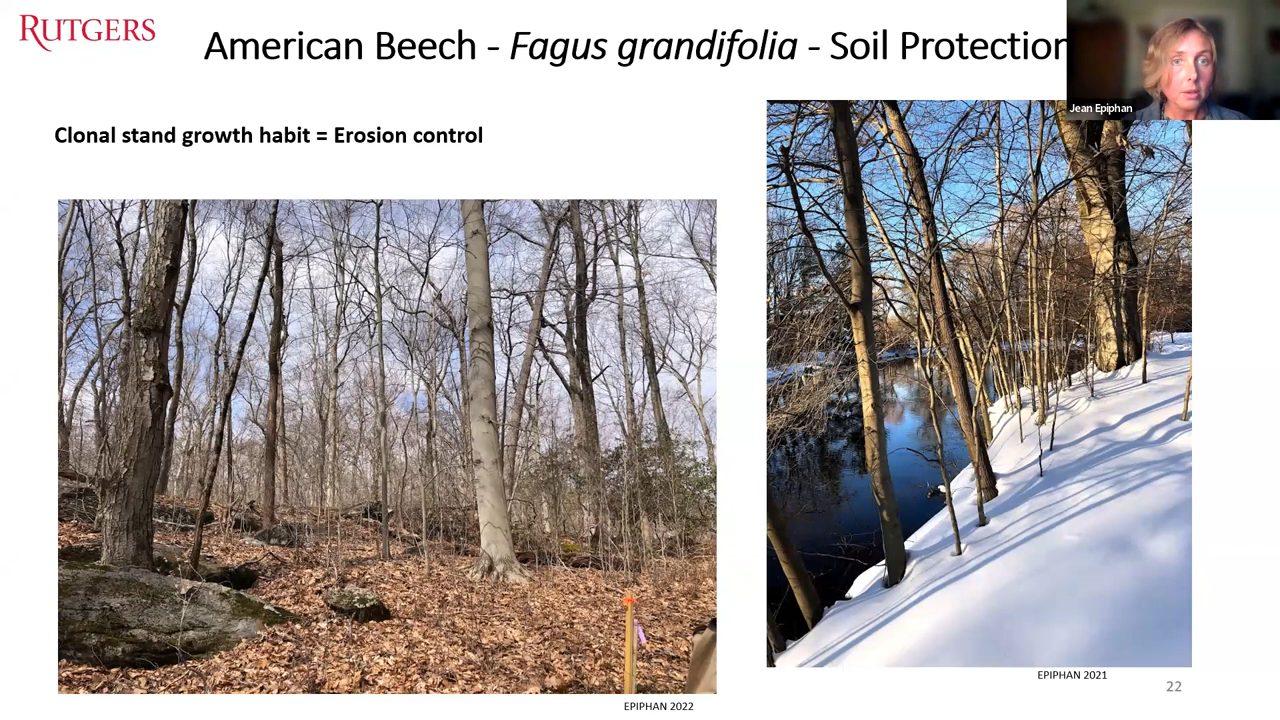 RUTGERS
American Beech - Fagus grandifolia - Soil Protection
Jean Epiphan
Clonal stand growth habit = Erosion control
EPIPHAN 2021
22
EPIPHAN 2022